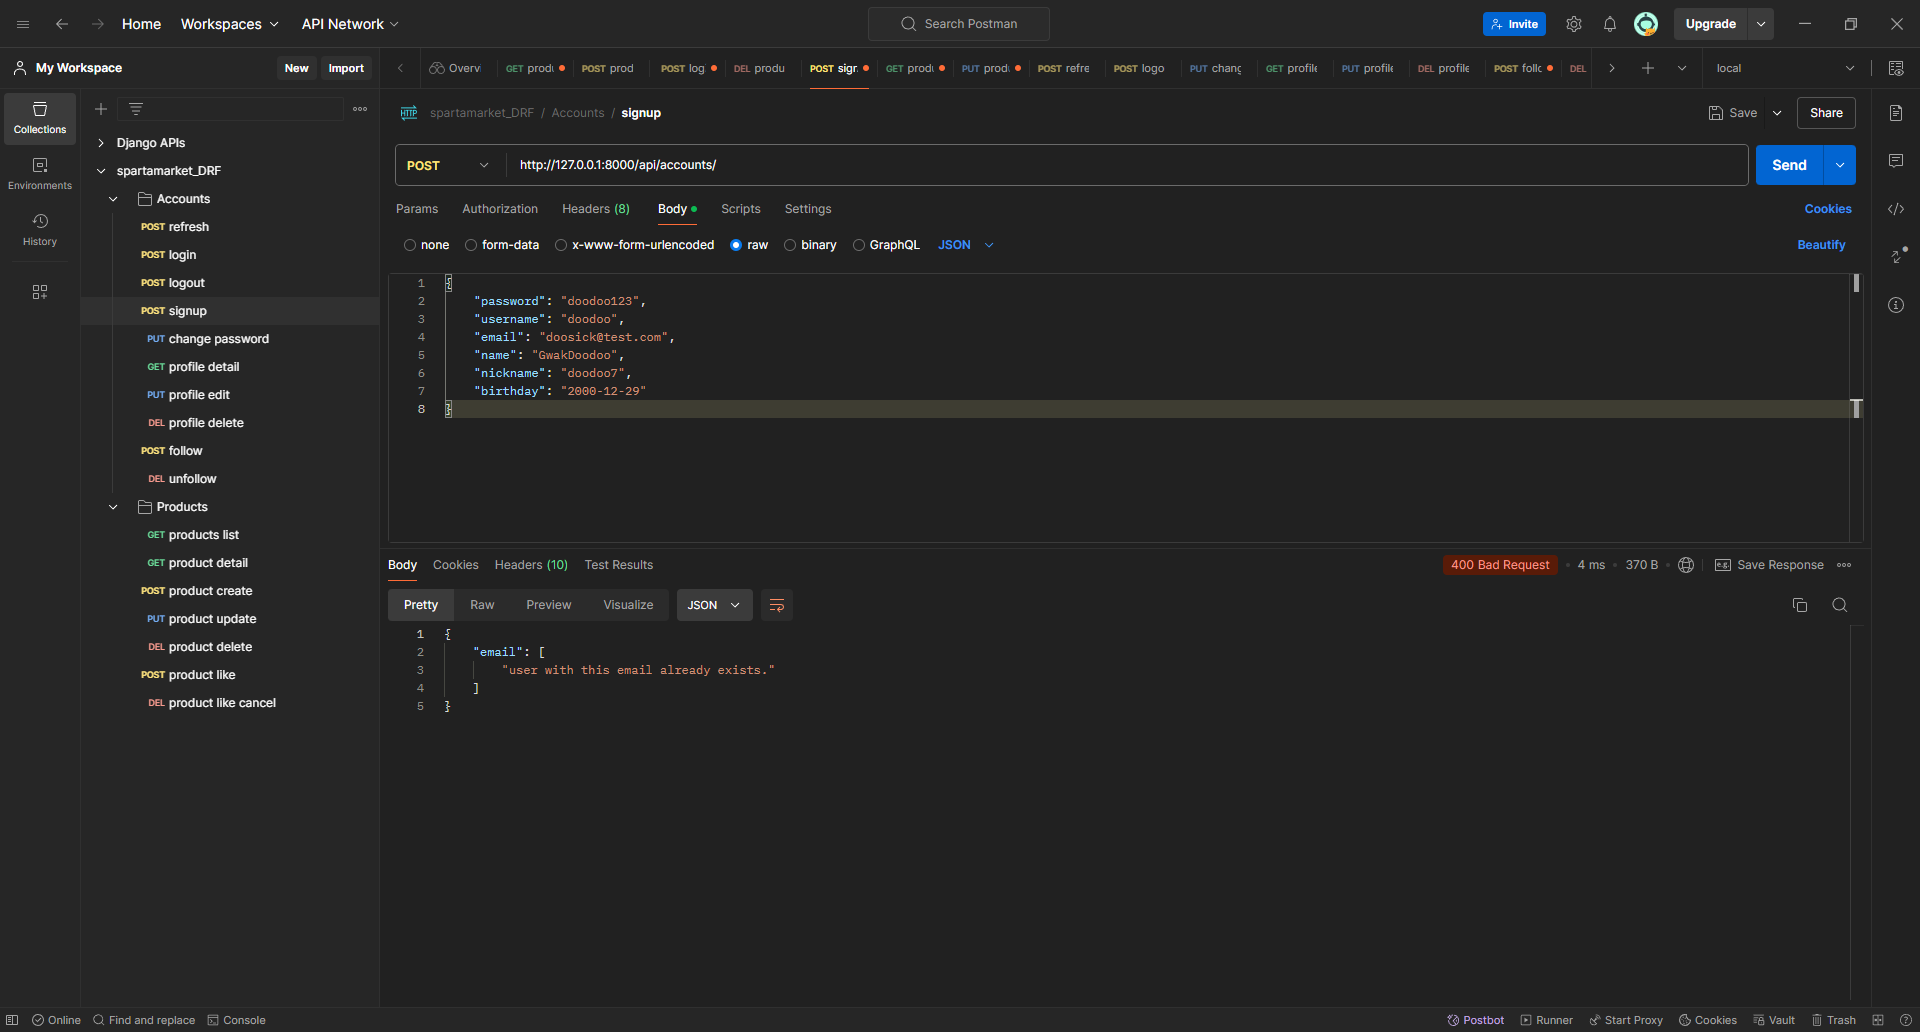 Home Workspaces API Network Search Postman Invite Upgrade
My Workspace New Import Overvi GET produ POST prod POST log DEL produ POST sign GET produ PUT produ POST refre POST logo PUT chang GET profile PUT profile DEL profile POST follo DEL local
Collections
Environments
History
Django APIs
spartamarket_DRF
Accounts
POST refresh
POST login
POST logout
POST signup
PUT change password
GET profile detail
PUT profile edit
DEL profile delete
POST follow
DEL unfollow
Products
GET products list
GET product detail
POST product create
PUT product update
DEL product delete
POST product like
DEL product like cancel
HTTP spartamarket_DRF / Accounts / signup Save Share
POST http://127.0.0.1:8000/api/accounts/ Send
Params Authorization Headers (8) Body Scripts Settings Cookies
none form-data x-www-form-urlencoded raw binary GraphQL JSON Beautify
1 {
2 "password": "doodoo123",
3 "username": "doodoo",
4 "email": "doosick@test.com",
5 "name": "GwakDoodoo",
6 "nickname": "doodoo7",
7 "birthday": "2000-12-29"
8 }
Body Cookies Headers (10) Test Results 400 Bad Request 4 ms 370 B e.g. Save Response
Pretty Raw Preview Visualize JSON
1 {
2 "email": [
3 "user with this email already exists."
4 ]
5 }
Online Find and replace Console Postbot Runner Start Proxy Cookies Vault Trash